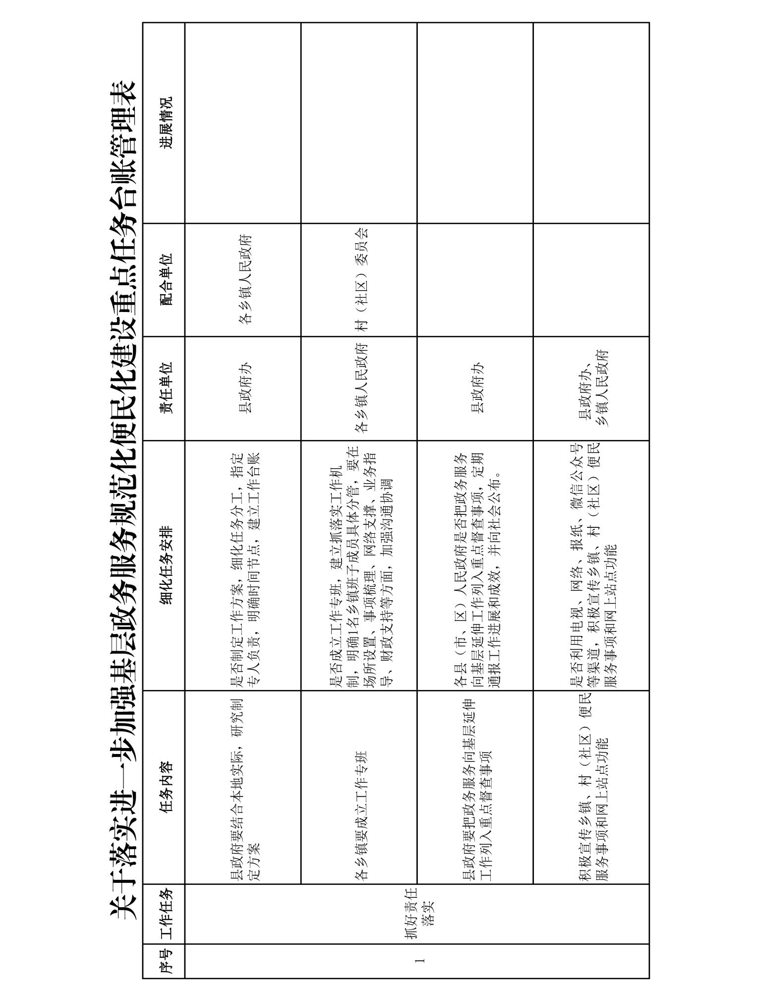 关于落实进一步加强基层政务服务规范化便民化建设重点任务台账管理表
序号
工作任务
任务内容
细化任务安排
责任单位
配合单位
进展情况
1
抓好责任
落实
县政府要结合本地实际，研究制
定方案
是否制定工作方案，细化任务分工，指定
专人负责，明确时间节点，建立工作台账
县政府办
各乡镇人民政府
各乡镇要成立工作专班
是否成立工作专班，建立抓落实工作机
制，明确1名乡镇班子成员具体分管，要在
场所设置、事项梳理、网络支撑、业务指
导、财政支持等方面，加强沟通协调
各乡镇人民政府
村（社区）委员会
县政府要把政务服务向基层延伸
工作列入重点督查事项
各县（市、区）人民政府是否把政务服务
向基层延伸工作列入重点督查事项，定期
通报工作进展和成效，并向社会公布。
县政府办
积极宣传乡镇、村（社区）便民
服务事项和网上站点功能
是否利用电视、网络、报纸、微信公众号
等渠道，积极宣传乡镇、村（社区）便民
服务事项和网上站点功能
县政府办、
乡镇人民政府